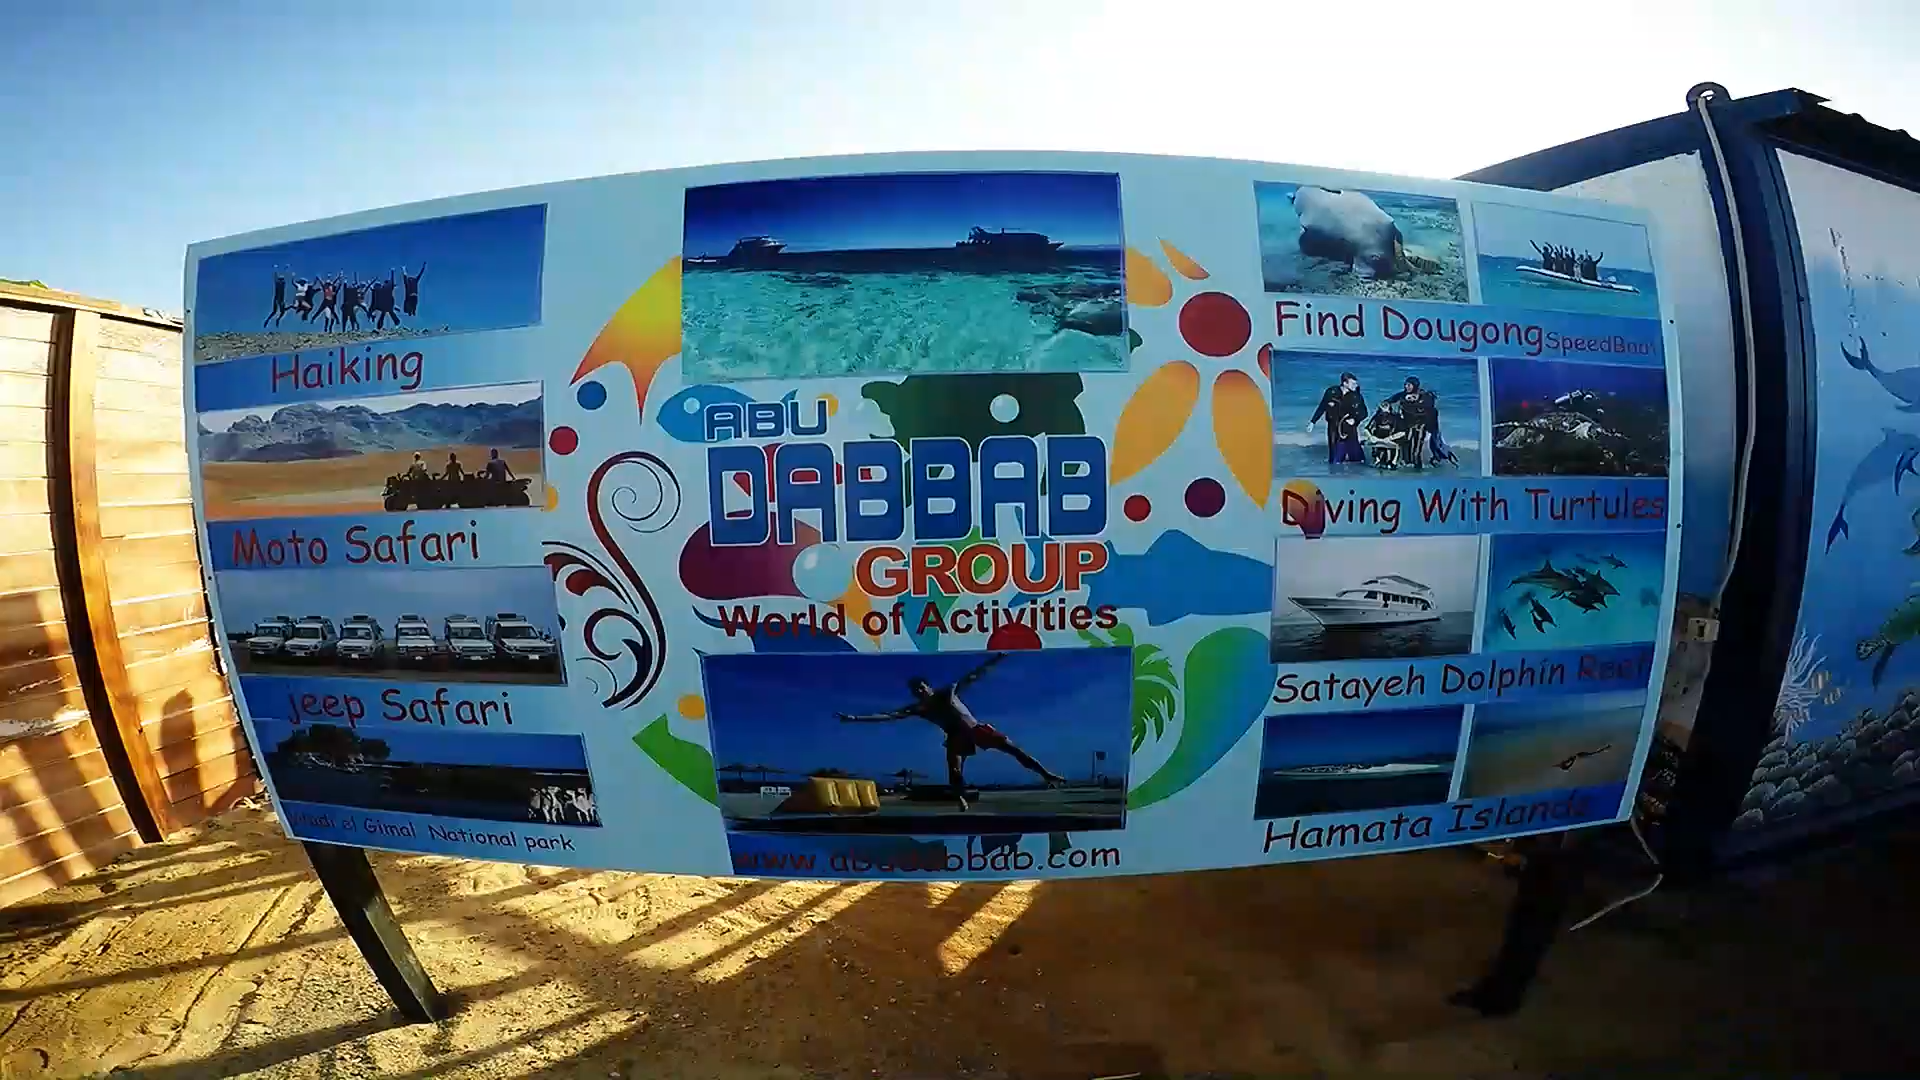 Haiking
Moto Safari
jeep Safari
Wadi el Gimal National park
ABU
DABBAB
GROUP
World of Activities
www.abudabbab.com
Find Dougong SpeedBoat
Diving With Turtules
Satayeh Dolphin Reef
Hamata Islands